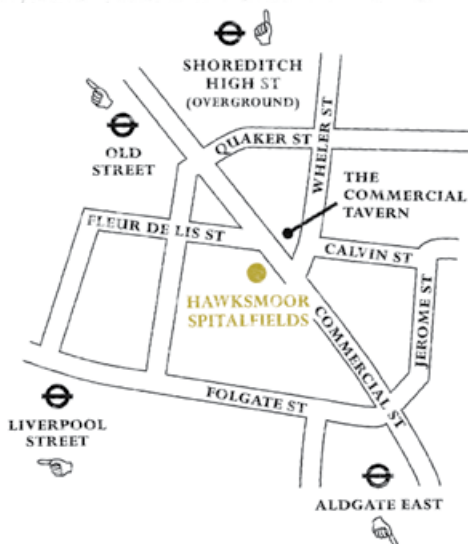 SHOREDITCH
HIGH ST
(OVERGROUND)
OLD
STREET
QUAKER ST
WHELER ST
THE
COMMERCIAL
TAVERN
FLEUR DE LIS ST
CALVIN ST
HAWKSMOOR
SPITALFIELDS
COMMERCIAL ST
JEROME ST
FOLGATE ST
LIVERPOOL
STREET
ALDGATE EAST